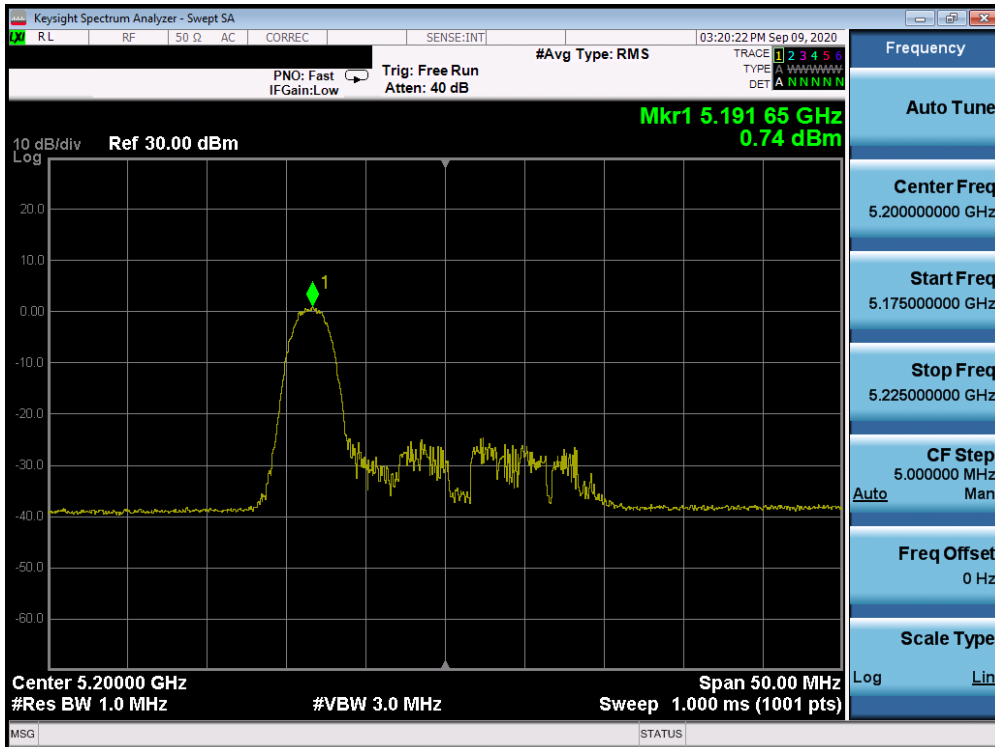 Keysight Spectrum Analyzer - Swept SA
LXI RL RF 50 Ω AC CORREC SENSE:INT 03:20:22 PM Sep 09, 2020
#Avg Type: RMS TRACE 1 2 3 4 5 6
PNO: Fast Trig: Free Run TYPE A WWWWW
IFGain:Low Atten: 40 dB DET A N N N N N
Mkr1 5.191 65 GHz
0.74 dBm
10 dB/div Ref 30.00 dBm
Log
20.0
10.0
1
0.00
-10.0
-20.0
-30.0
-40.0
-50.0
-60.0
Center 5.20000 GHz Span 50.00 MHz
#Res BW 1.0 MHz #VBW 3.0 MHz Sweep 1.000 ms (1001 pts)
MSG STATUS
Frequency
Auto Tune
Center Freq
5.200000000 GHz
Start Freq
5.175000000 GHz
Stop Freq
5.225000000 GHz
CF Step
5.000000 MHz
Auto Man
Freq Offset
0 Hz
Scale Type
Log Lin